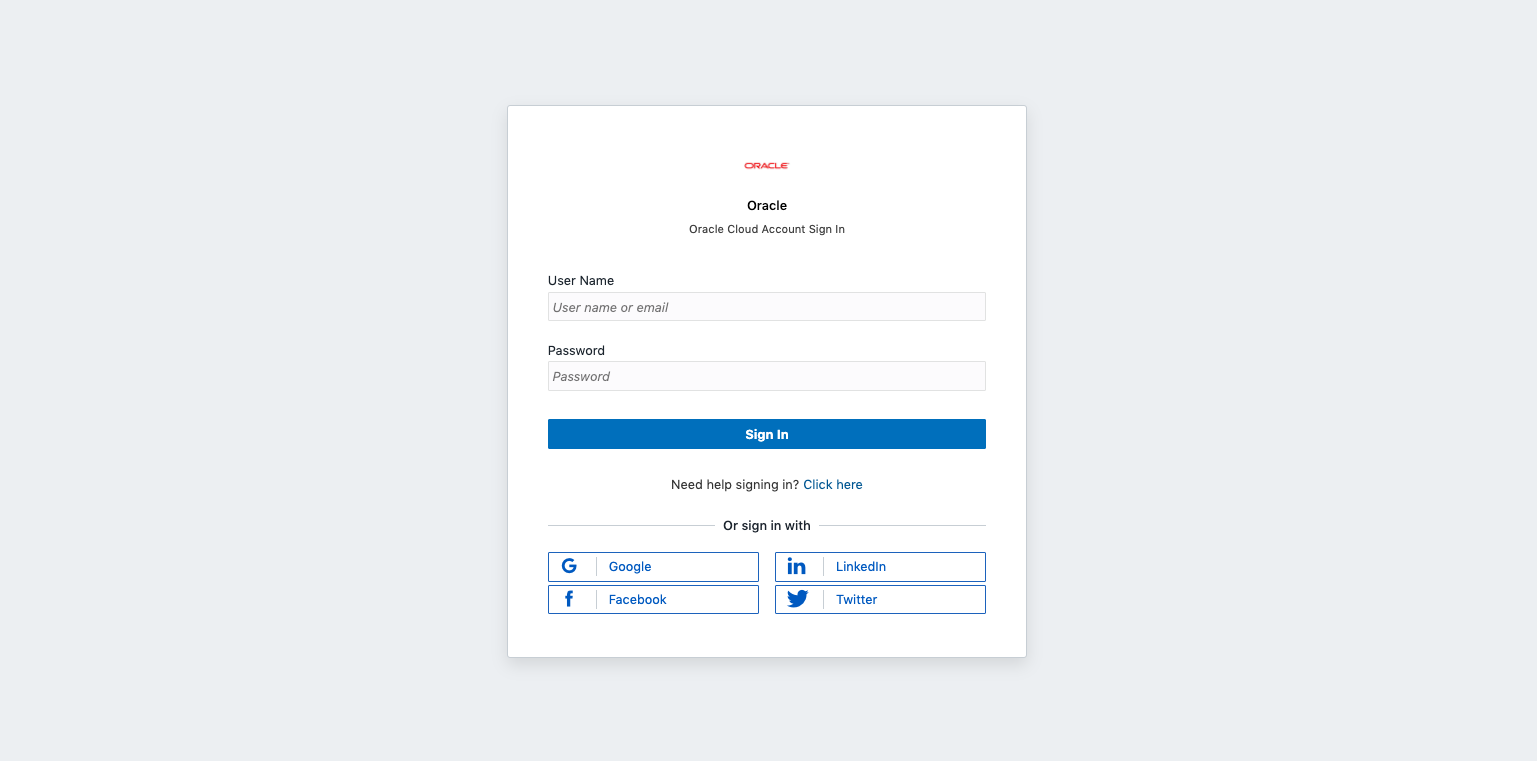 ORACLE
Oracle
Oracle Cloud Account Sign In
User Name
User name or email
Password
Password
Sign In
Need help signing in? Click here
Or sign in with
Google
LinkedIn
Facebook
Twitter